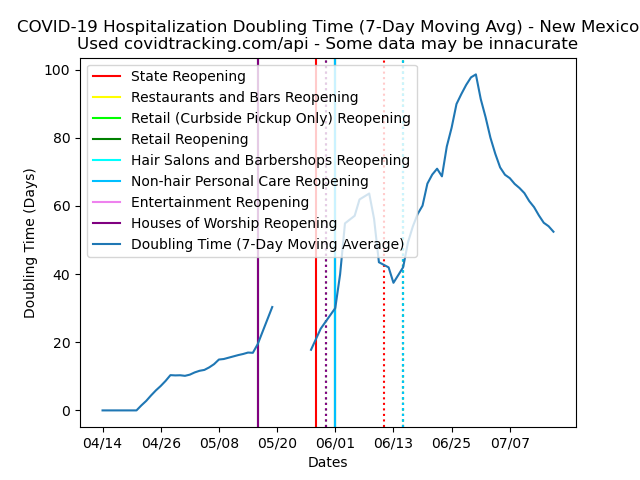 COVID-19 Hospitalization Doubling Time (7-Day Moving Avg) - New Mexico
Used covidtracking.com/api - Some data may be innacurate
100
80
60
40
20
0
Doubling Time (Days)
State Reopening
Restaurants and Bars Reopening
Retail (Curbside Pickup Only) Reopening
Retail Reopening
Hair Salons and Barbershops Reopening
Non-hair Personal Care Reopening
Entertainment Reopening
Houses of Worship Reopening
Doubling Time (7-Day Moving Average)
04/14 04/26 05/08 05/20 06/01 06/13 06/25 07/07
Dates